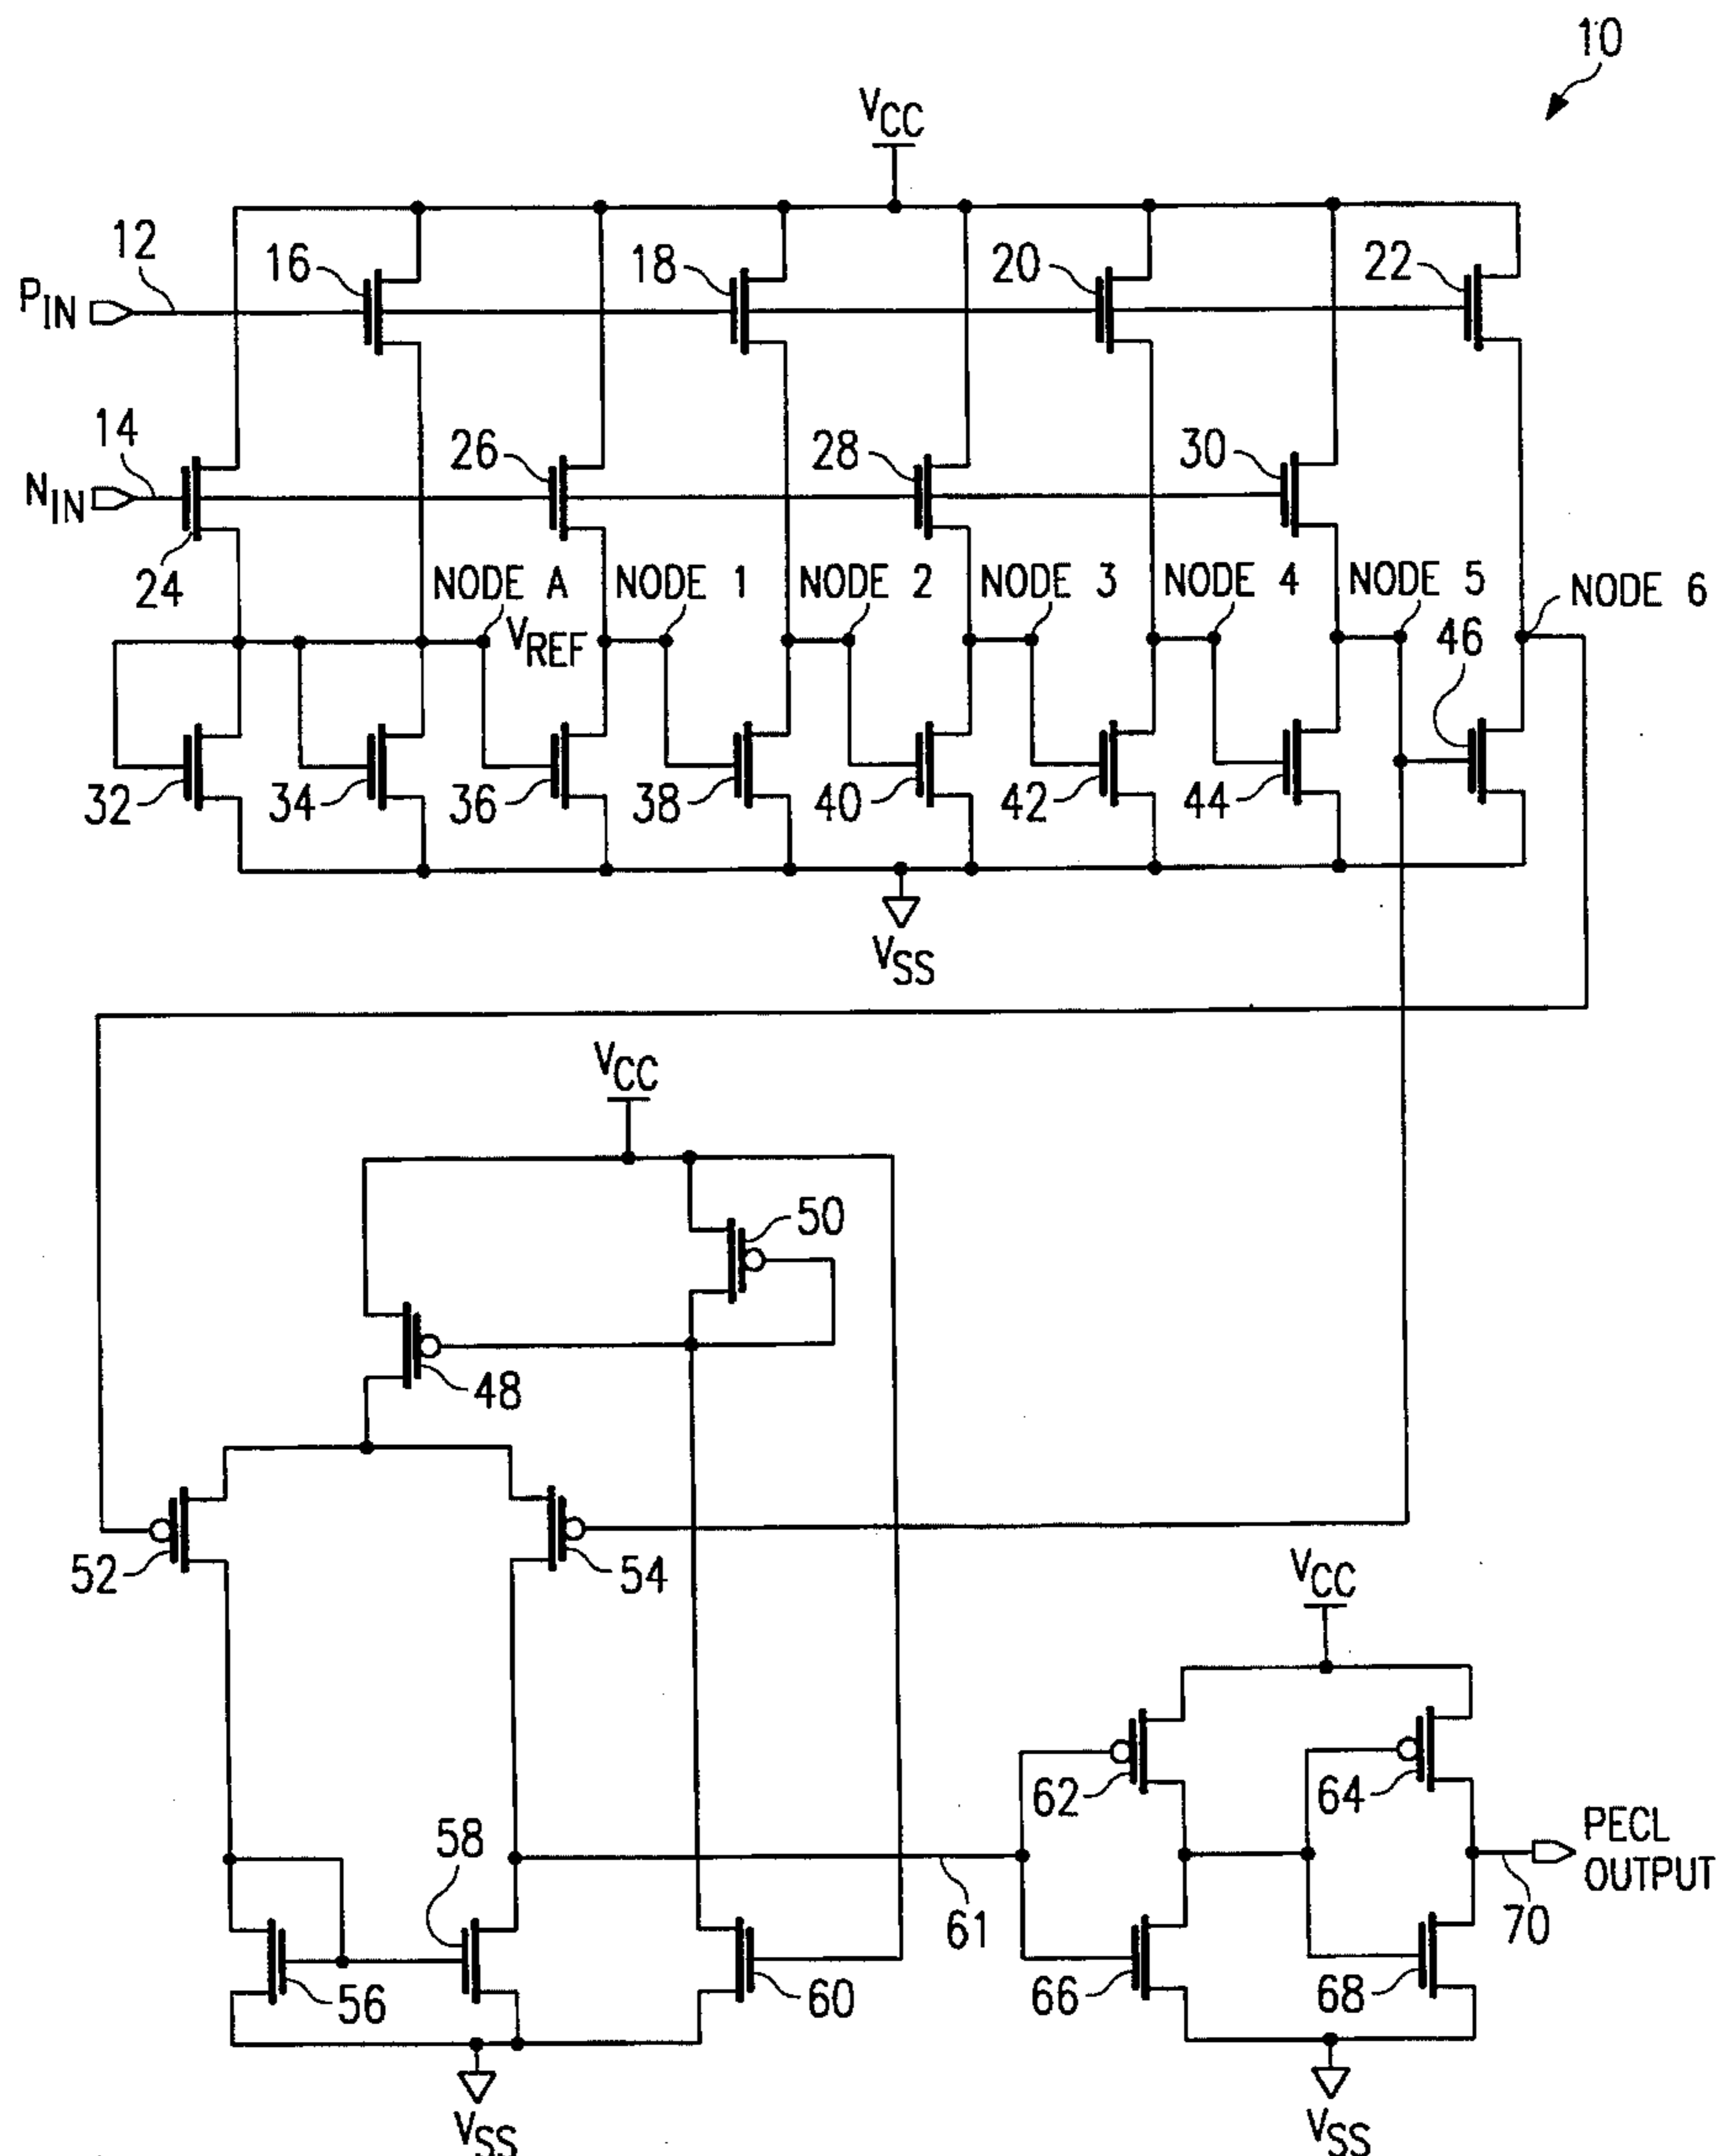 10
VCC
12
16
18
20
22
PIN
14
26
28
30
NIN
24
NODE A
NODE 1
NODE 2
NODE 3
NODE 4
NODE 5
NODE 6
VREF
46
32
34
36
38
40
42
44
VSS
VCC
50
48
52
54
VCC
62
64
58
PECL
OUTPUT
61
70
56
60
66
68
VSS
VSS